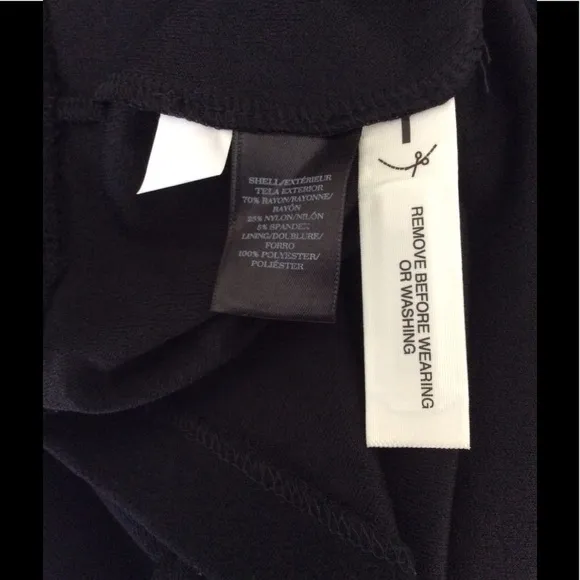 SHELL/EXTÉRIEUR
TELA EXTERIOR
70% RAYON/RAYONNE/
RAYÓN
25% NYLON/NILÓN
5% SPANDEX
LINING/DOUBLURE/
FORRO
100% POLYESTER/
POLIÉSTER
REMOVE BEFORE WEARING
OR WASHING